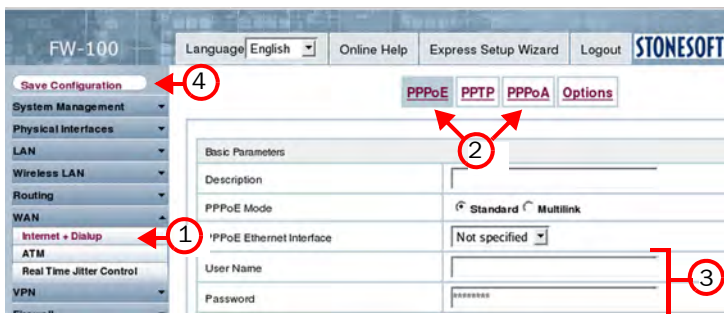 FW-100
Language English Online Help Express Setup Wizard Logout STONESOFT
Save Configuration 4
System Management
Physical Interfaces
LAN
Wireless LAN
Routing
WAN
Internet + Dialup 1
ATM
Real Time Jitter Control
VPN
Firewall
PPPoE PPTP PPPoA Options
2
Basic Parameters
Description
PPPoE Mode Standard Multilink
PPoE Ethernet Interface Not specified
User Name
3
Password ********